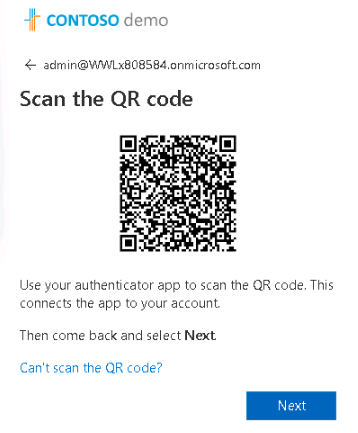 CONTOSO demo
← admin@WWLx808584.onmicrosoft.com
Scan the QR code
Use your authenticator app to scan the QR code. This
connects the app to your account.
Then come back and select Next.
Can't scan the QR code?
Next